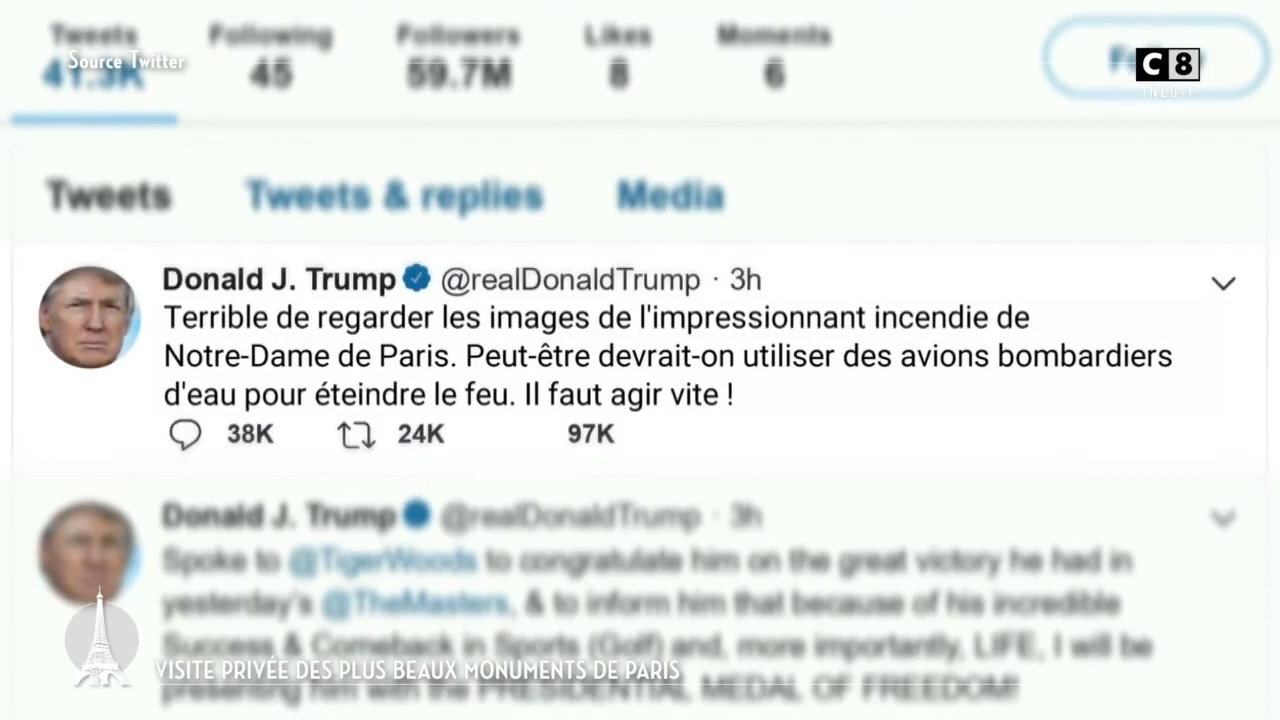 Tweets Following Followers Likes Moments
Source Twitter
41.3K 45 59.7M 8 6
C8
INÉDIT
Tweets Tweets & replies Media
Donald J. Trump @realDonaldTrump · 3h
Terrible de regarder les images de l'impressionnant incendie de
Notre-Dame de Paris. Peut-être devrait-on utiliser des avions bombardiers
d'eau pour éteindre le feu. Il faut agir vite !
38K 24K 97K
Donald J. Trump @realDonaldTrump · 3h
Spoke to @TigerWoods to congratulate him on the great victory he had in
yesterday's @TheMasters, & to inform him that because of his incredible
Success & Comeback in Sports (Golf) and, more importantly, LIFE, I will be
VISITE PRIVÉE DES PLUS BEAUX MONUMENTS DE PARIS
presenting him with the PRESIDENTIAL MEDAL OF FREEDOM!